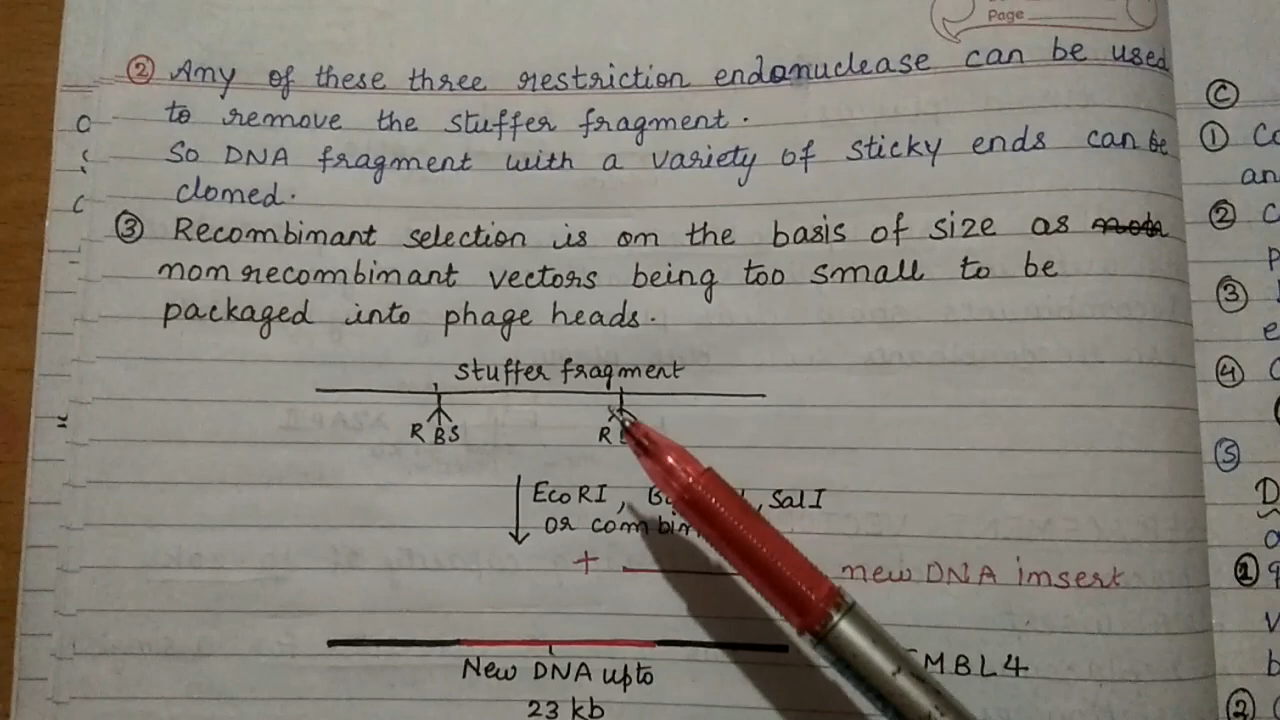 Page
② Any of these three restriction endonuclease can be used
to remove the stuffer fragment.
So DNA fragment with a variety of sticky ends can be
cloned.
③ Recombinant selection is on the basis of size as
non recombinant vectors being too small to be
packaged into phage heads.
stuffer fragment
R B S
R
EcoRI, , SalI
or
+ new DNA insert
MBL4
New DNA upto
23 kb
©
①
an
②
③
④
⑤
D
①
②